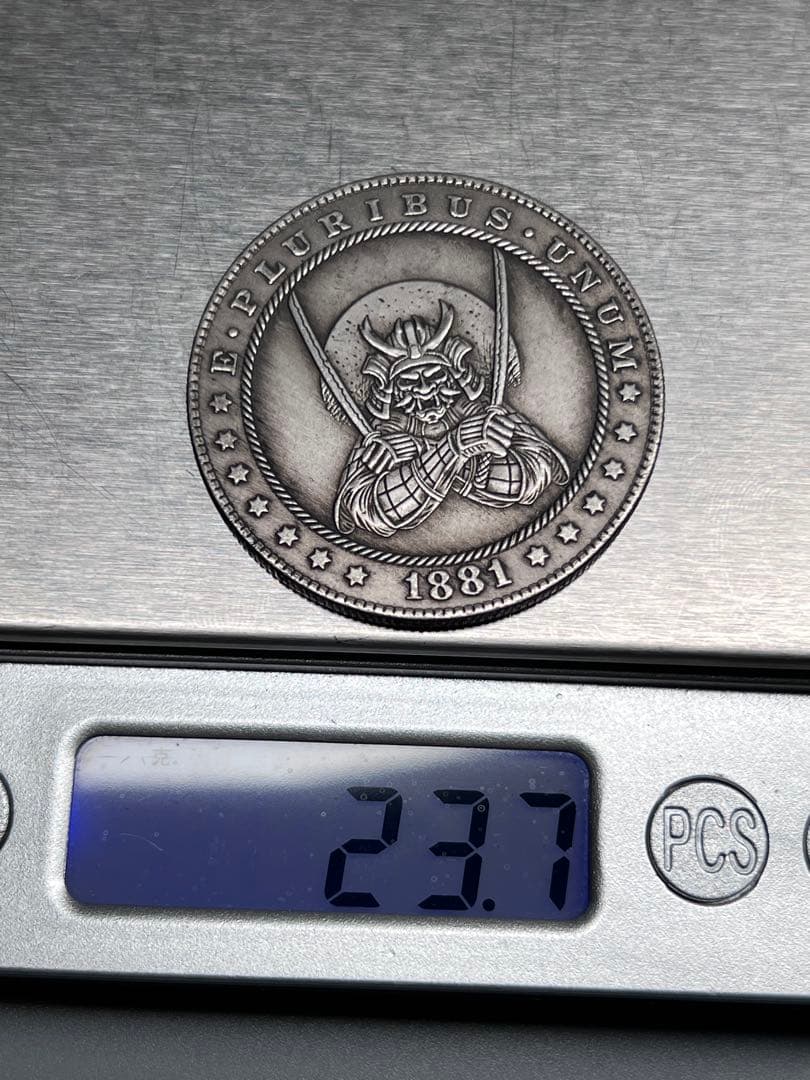 E · PLURIBUS · UNUM
1881
23.7
PCS